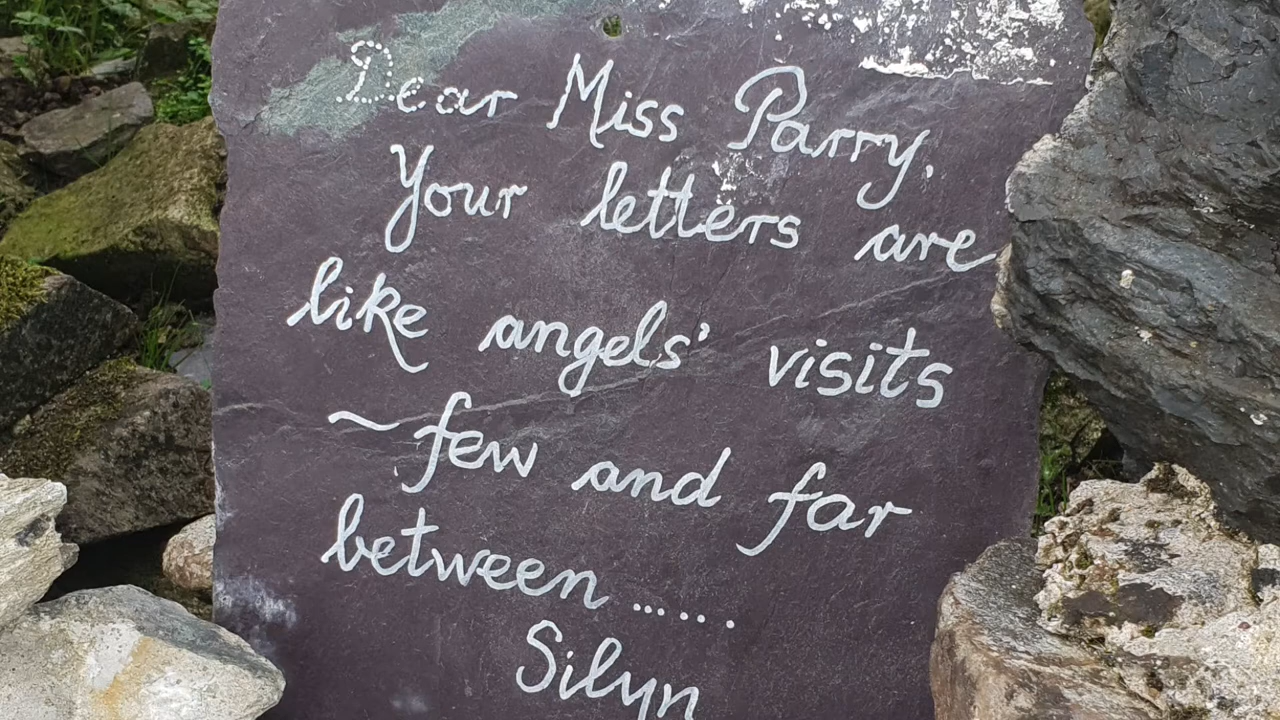 Dear Miss Parry,
Your letters are
like angels' visits
~ few and far
between ......
Silyn